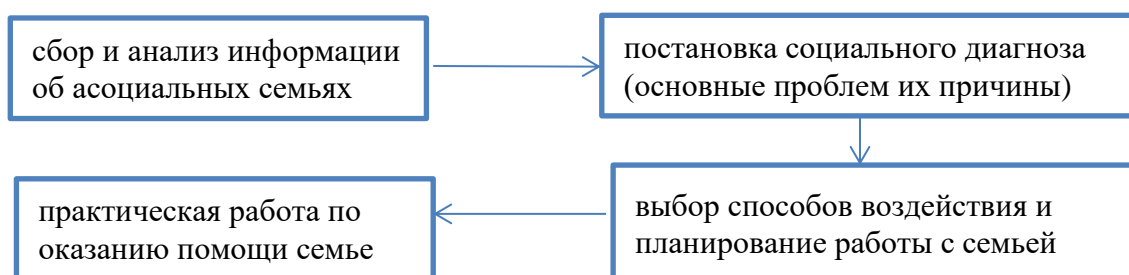 сбор и анализ информации
об асоциальных семьях
постановка социального диагноза
(основные проблем их причины)
выбор способов воздействия и
планирование работы с семьей
практическая работа по
оказанию помощи семье